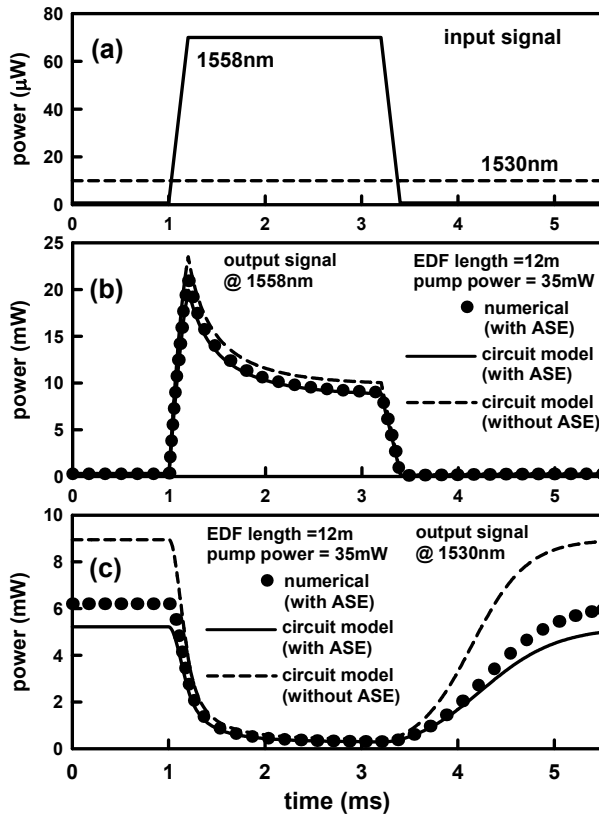 80
60
40
20
0
power (μW)
(a)
input signal
1558nm
1530nm
0 1 2 3 4 5
25
20
15
10
5
0
power (mW)
(b)
output signal
@ 1558nm
EDF length =12m
pump power = 35mW
numerical
(with ASE)
circuit model
(with ASE)
circuit model
(without ASE)
0 1 2 3 4 5
10
8
6
4
2
0
power (mW)
(c)
EDF length =12m
pump power = 35mW
output signal
@ 1530nm
numerical
(with ASE)
circuit model
(with ASE)
circuit model
(without ASE)
0 1 2 3 4 5
time (ms)